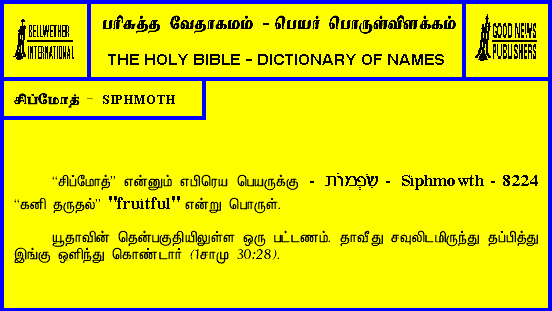 BELLWETHER
INTERNATIONAL
பரிசுத்த வேதாகமம் - பெயர் பொருள்விளக்கம்
THE HOLY BIBLE - DICTIONARY OF NAMES
GOOD NEWS
PUBLISHERS
சிப்மோத் - SIPHMOTH
“சிப்மோத்” என்னும் எபிரெய பெயருக்கு - שִׂפְמוֹת - Siphmowth - 8224
“கனி தருதல்” "fruitful" என்று பொருள்.
யூதாவின் தென்பகுதியிலுள்ள ஒரு பட்டணம். தாவீது சவுலிடமிருந்து தப்பித்து
இங்கு ஒளிந்து கொண்டார் (1சாமு 30:28).